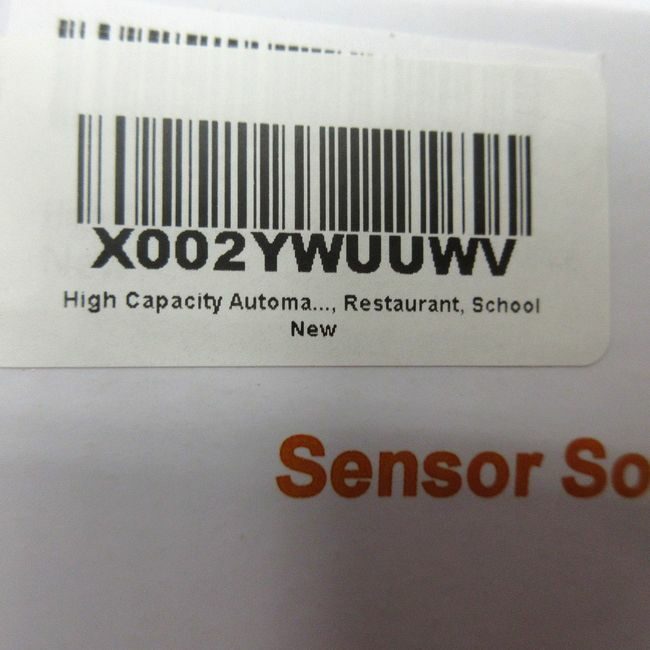 X002YWUUWV
High Capacity Automa..., Restaurant, School
New
Sensor So